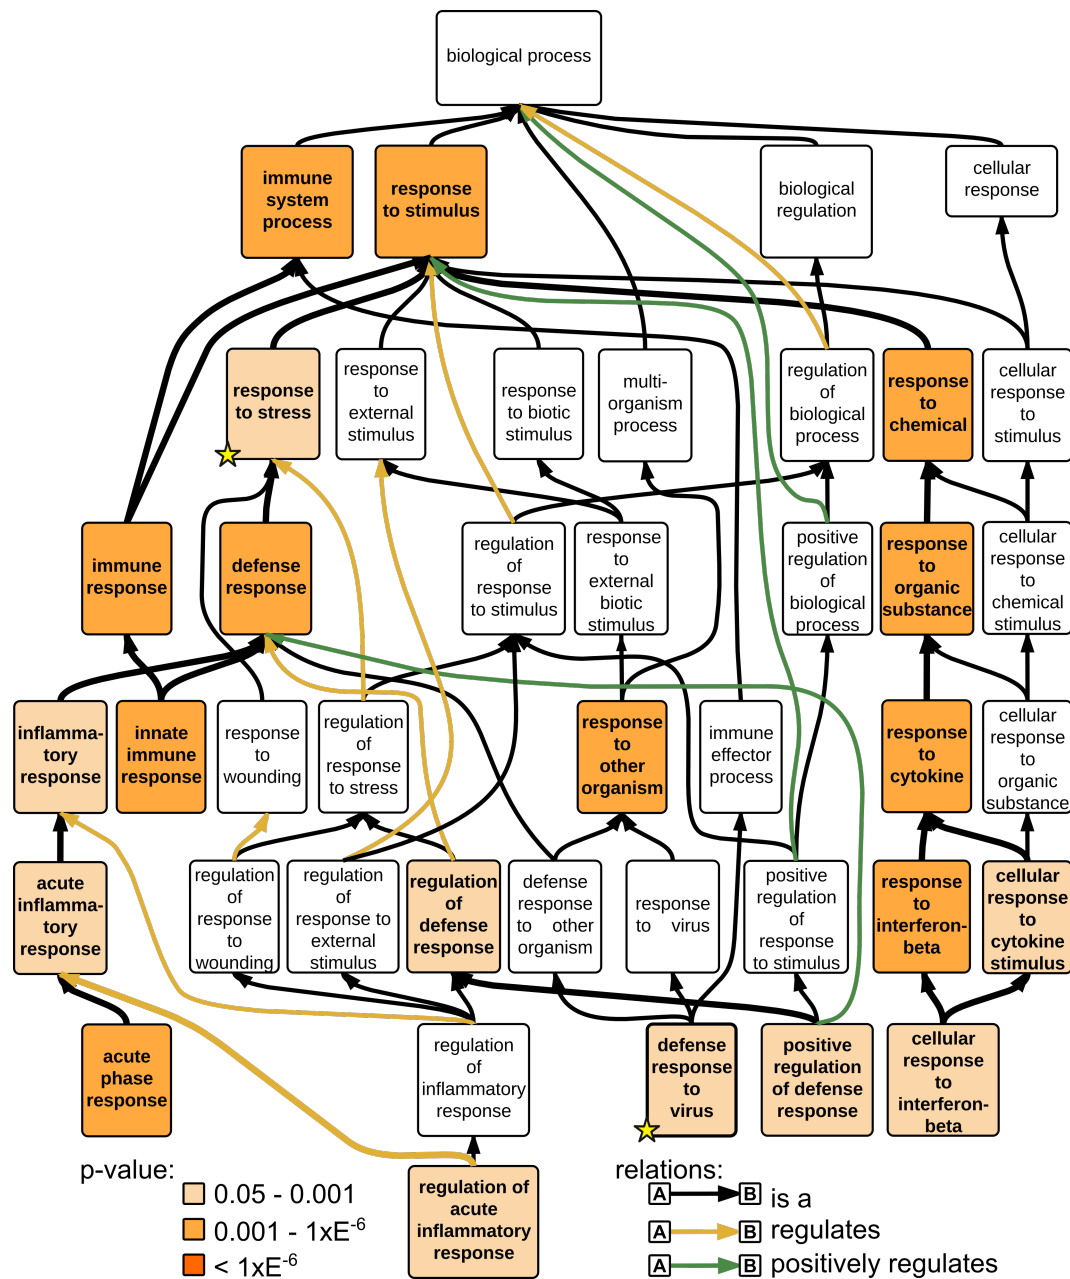 biological process
immune
system
process
response
to stimulus
biological
regulation
cellular
response
response
to stress
response
to
external
stimulus
response
to biotic
stimulus
multi-
organism
process
regulation
of
biological
process
response
to
chemical
cellular
response
to
stimulus
immune
response
defense
response
regulation
of
response
to stimulus
response
to
external
biotic
stimulus
positive
regulation
of
biological
process
response
to
organic
substance
cellular
response
to
chemical
stimulus
inflamma-
tory
response
innate
immune
response
response
to
wounding
regulation
of
response
to stress
response
to
other
organism
immune
effector
process
response
to
cytokine
cellular
response
to
organic
substance
acute
inflamma-
tory
response
regulation
of
response
to
wounding
regulation
of
response to
external
stimulus
regulation
of
defense
response
defense
response
to other
organism
response
to virus
positive
regulation
of
response
to stimulus
response
to
interferon-
beta
cellular
response
to
cytokine
stimulus
acute
phase
response
regulation
of
inflammatory
response
defense
response
to
virus
positive
regulation
of defense
response
cellular
response
to
interferon-
beta
regulation of
acute
inflammatory
response
p-value:
0.05 - 0.001
0.001 - 1xE-6
< 1xE-6
relations:
A B is a
A B regulates
A B positively regulates